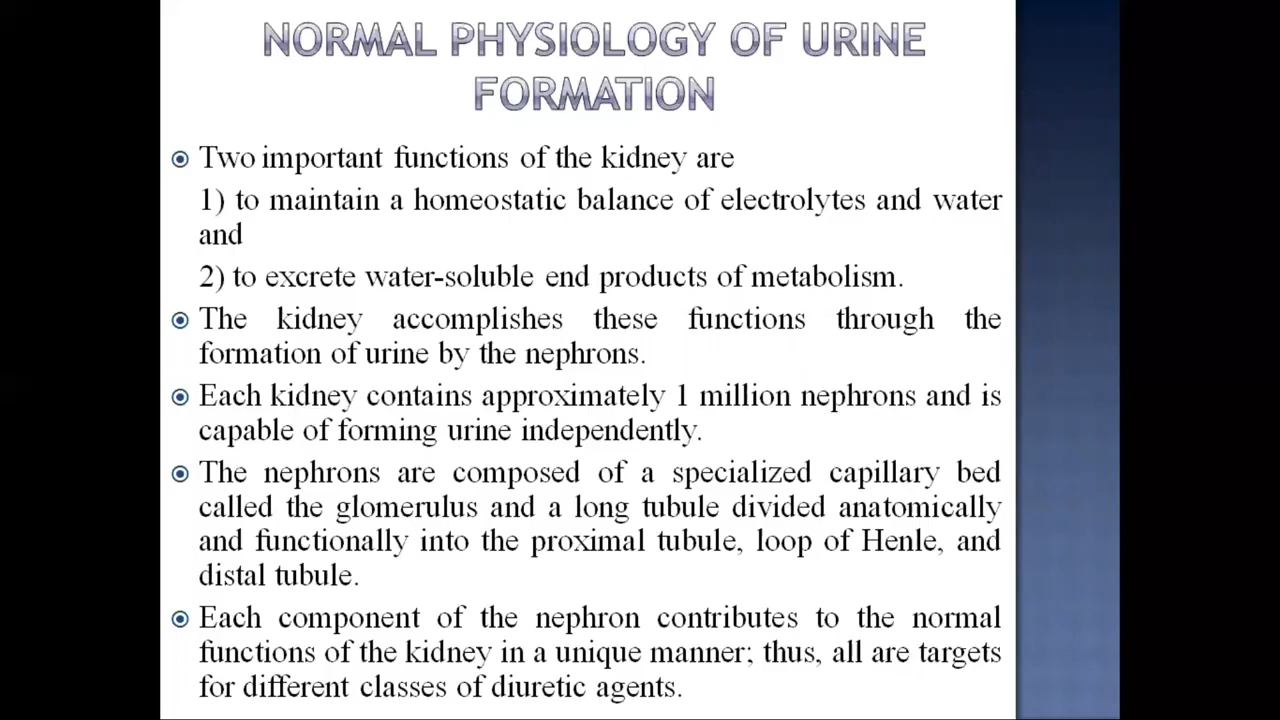 NORMAL PHYSIOLOGY OF URINE
FORMATION
Two important functions of the kidney are
1) to maintain a homeostatic balance of electrolytes and water
and
2) to excrete water-soluble end products of metabolism.
The kidney accomplishes these functions through the
formation of urine by the nephrons.
Each kidney contains approximately 1 million nephrons and is
capable of forming urine independently.
The nephrons are composed of a specialized capillary bed
called the glomerulus and a long tubule divided anatomically
and functionally into the proximal tubule, loop of Henle, and
distal tubule.
Each component of the nephron contributes to the normal
functions of the kidney in a unique manner; thus, all are targets
for different classes of diuretic agents.